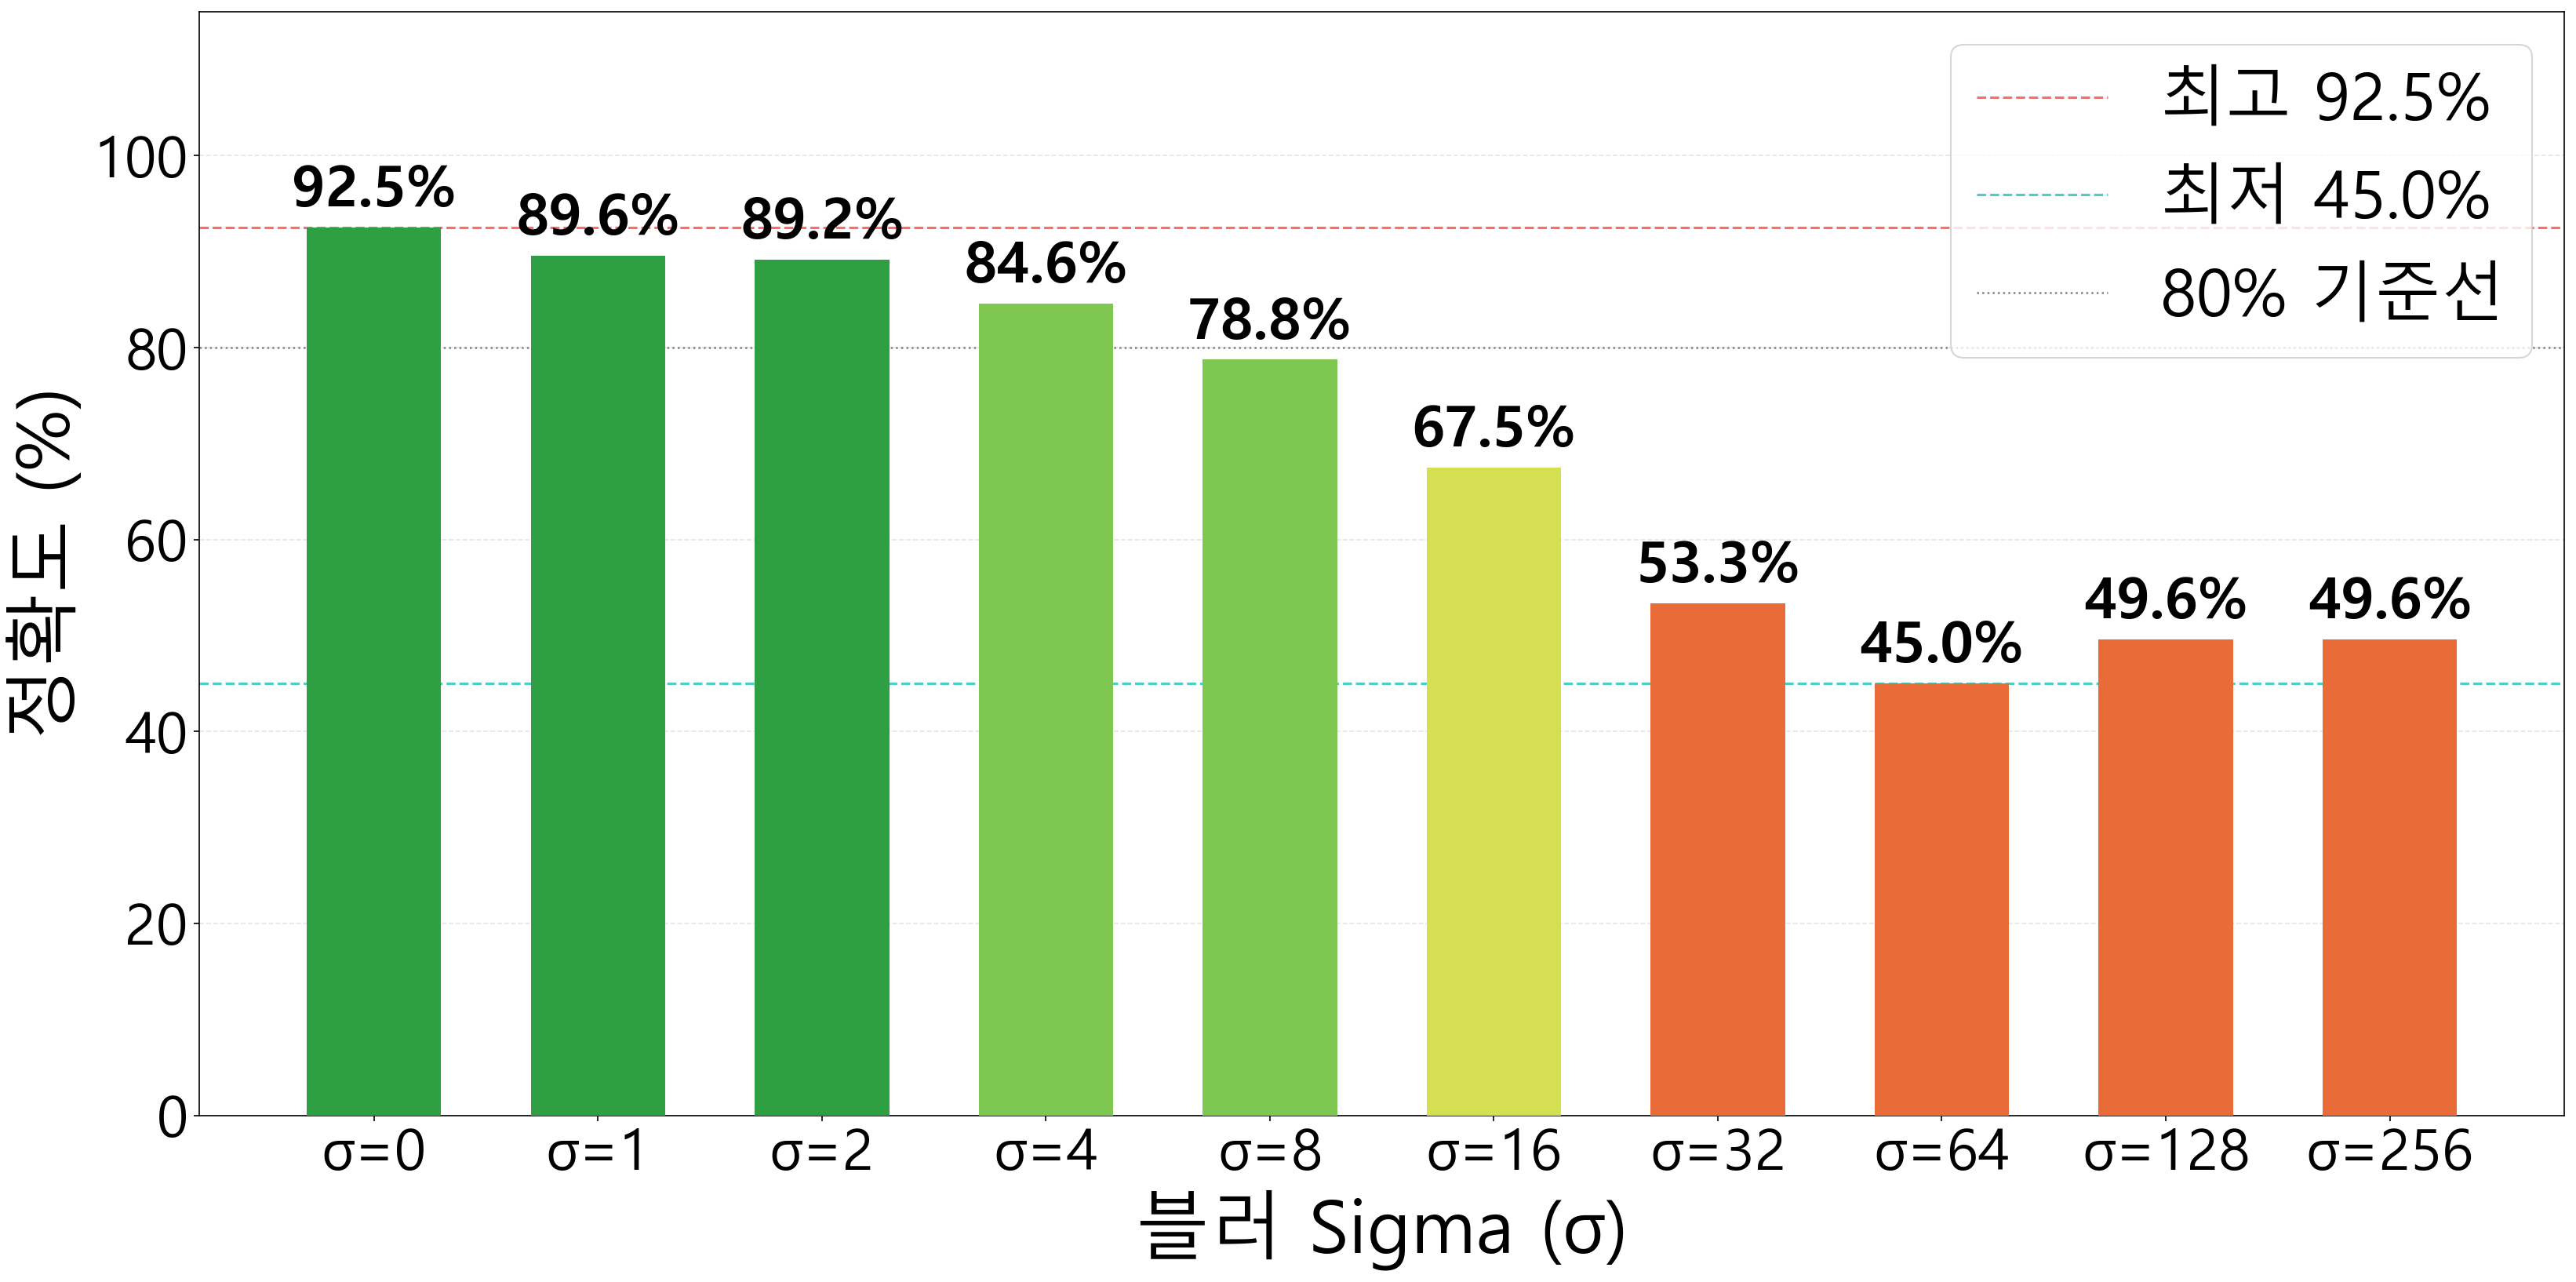 최고 92.5%
최저 45.0%
80% 기준선
정확도 (%)
100
80
60
40
20
0
92.5%
89.6%
89.2%
84.6%
78.8%
67.5%
53.3%
45.0%
49.6%
49.6%
σ=0
σ=1
σ=2
σ=4
σ=8
σ=16
σ=32
σ=64
σ=128
σ=256
블러 Sigma (σ)